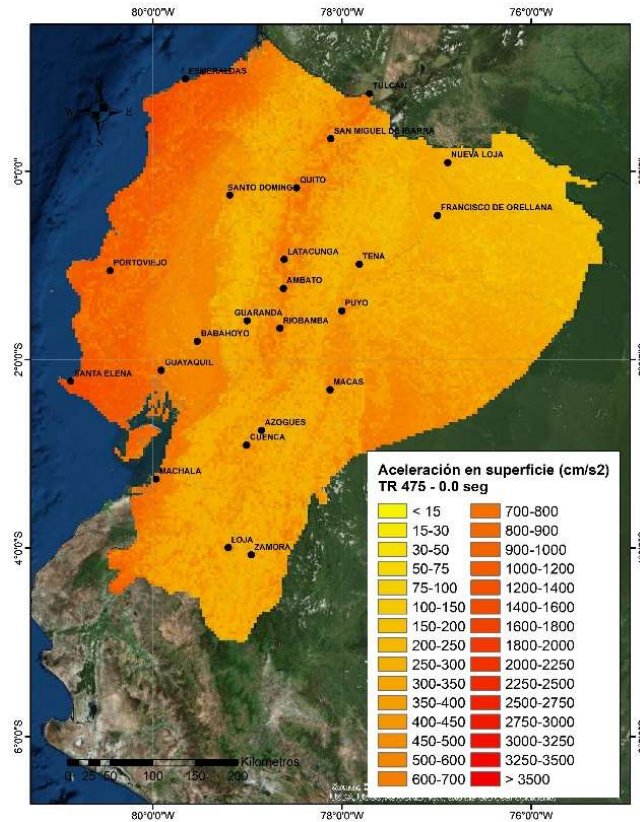 80°0'0"W 78°0'0"W 76°0'0"W
ESMERALDAS
TULCÁN
SAN MIGUEL DE IBARRA
NUEVA LOJA
0°0'0"
QUITO
SANTO DOMINGO
FRANCISCO DE ORELLANA
LATACUNGA
TENA
PORTOVIEJO
AMBATO
PUYO
GUARANDA
RIOBAMBA
BABAHOYO
2°0'0"S
GUAYAQUIL
SANTA ELENA
MACAS
AZOGUES
CUENCA
MACHALA
4°0'0"S
LOJA
ZAMORA
6°0'0"S
Aceleración en superficie (cm/s2)
TR 475 - 0.0 seg
< 15
15-30
30-50
50-75
75-100
100-150
150-200
200-250
250-300
300-350
350-400
400-450
450-500
500-600
600-700
700-800
800-900
900-1000
1000-1200
1200-1400
1400-1600
1600-1800
1800-2000
2000-2250
2250-2500
2500-2750
2750-3000
3000-3250
3250-3500
> 3500
Kilometros
0 25 50 100 150 200
80°0'0"W 78°0'0"W 76°0'0"W